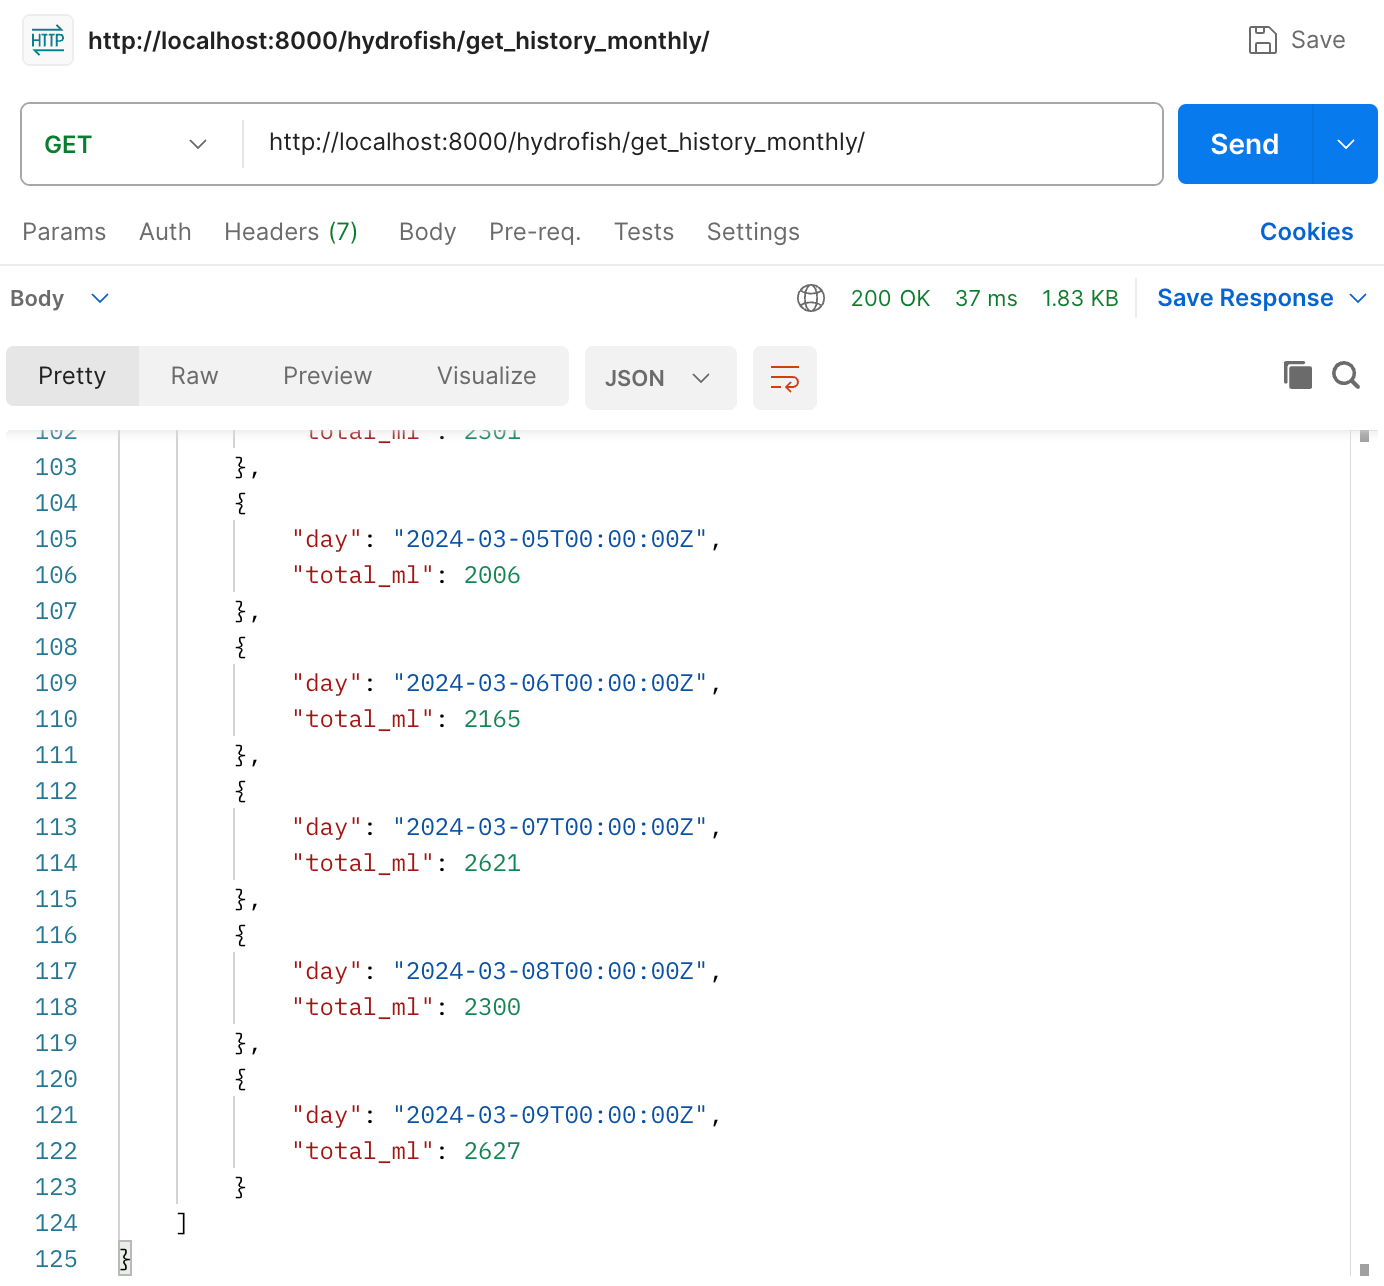 HTTP http://localhost:8000/hydrofish/get_history_monthly/ Save
GET http://localhost:8000/hydrofish/get_history_monthly/ Send
Params Auth Headers (7) Body Pre-req. Tests Settings Cookies
Body 200 OK 37 ms 1.83 KB Save Response
Pretty Raw Preview Visualize JSON
102 "total_ml": 2301
103 },
104 {
105 "day": "2024-03-05T00:00:00Z",
106 "total_ml": 2006
107 },
108 {
109 "day": "2024-03-06T00:00:00Z",
110 "total_ml": 2165
111 },
112 {
113 "day": "2024-03-07T00:00:00Z",
114 "total_ml": 2621
115 },
116 {
117 "day": "2024-03-08T00:00:00Z",
118 "total_ml": 2300
119 },
120 {
121 "day": "2024-03-09T00:00:00Z",
122 "total_ml": 2627
123 }
124 ]
125 }